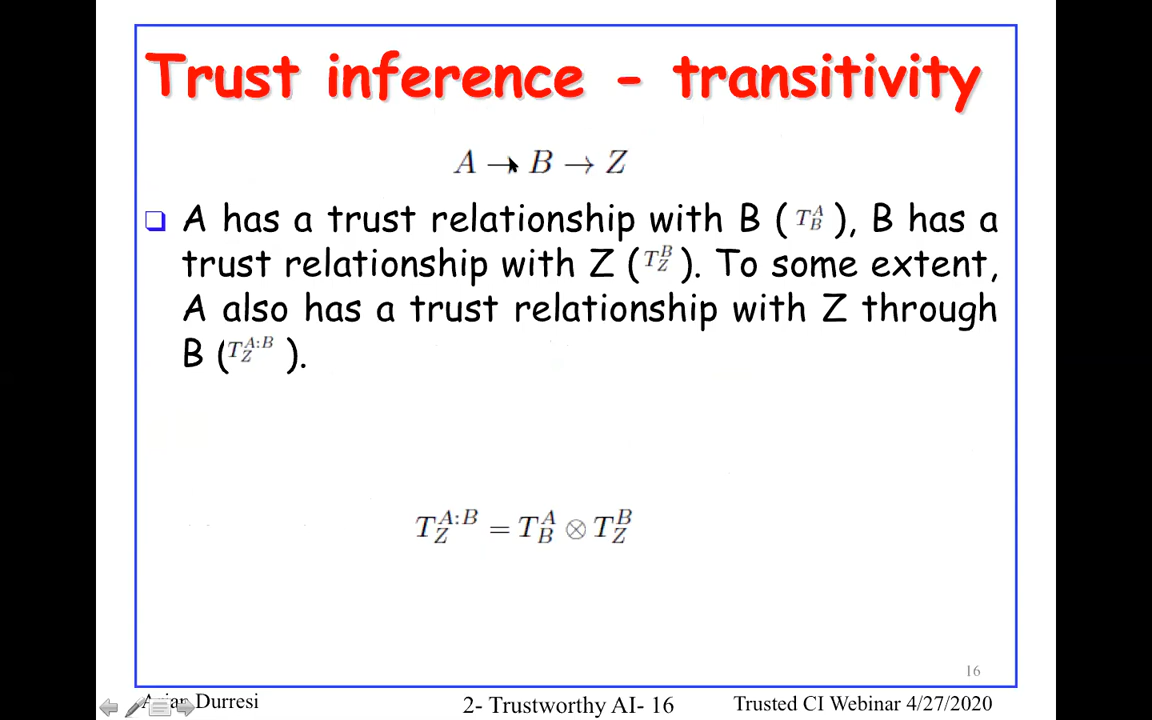 Trust inference - transitivity
A → B → Z
❑ A has a trust relationship with B ( T_B^A ), B has a
trust relationship with Z ( T_Z^B ). To some extent,
A also has a trust relationship with Z through
B ( T_Z^{A:B} ).
T_Z^{A:B} = T_B^A ⊗ T_Z^B
16
Arjan Durresi 2- Trustworthy AI- 16 Trusted CI Webinar 4/27/2020